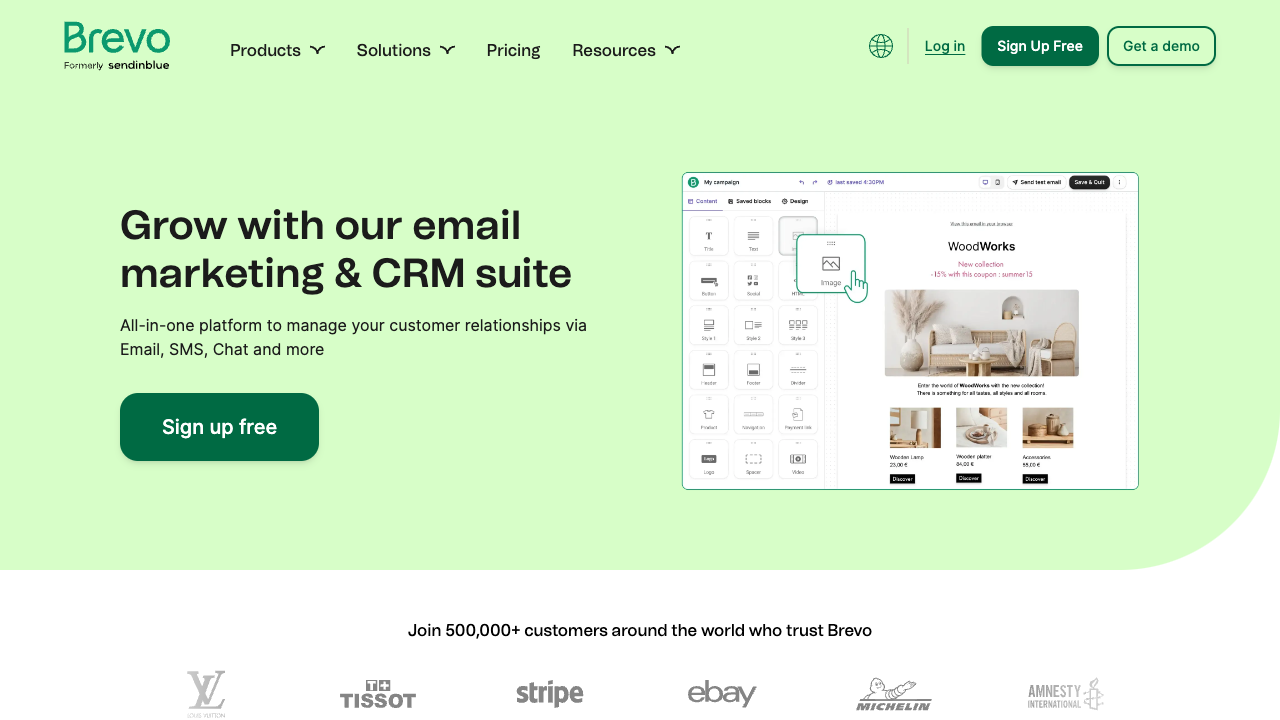 Brevo
Formerly sendinblue
Products
Solutions
Pricing
Resources
Log in
Sign Up Free
Get a demo
Grow with our email
marketing & CRM suite
All-in-one platform to manage your customer relationships via
Email, SMS, Chat and more
Sign up free
My campaign
last saved 4:30PM
Send test email
Save & Quit
Content
Saved blocks
Design
Title
Text
Button
Social
HTML
Image
Style 1
Style 2
Style 3
Header
Footer
Divider
Product
Navigation
Payment link
Logo
Spacer
Video
View this email in your browser
WoodWorks
New collection
-15% with this coupon : summer15
Enter the world of WoodWorks with the new collection!
There is something for all tastes, all styles and all rooms.
Wooden Lamp
23,00 €
Discover
Wooden platter
84,00 €
Discover
Accessories
55,00 €
Discover
Join 500,000+ customers around the world who trust Brevo
LV
LOUIS VUITTON
TISSOT
stripe
ebay
MICHELIN
AMNESTY
INTERNATIONAL